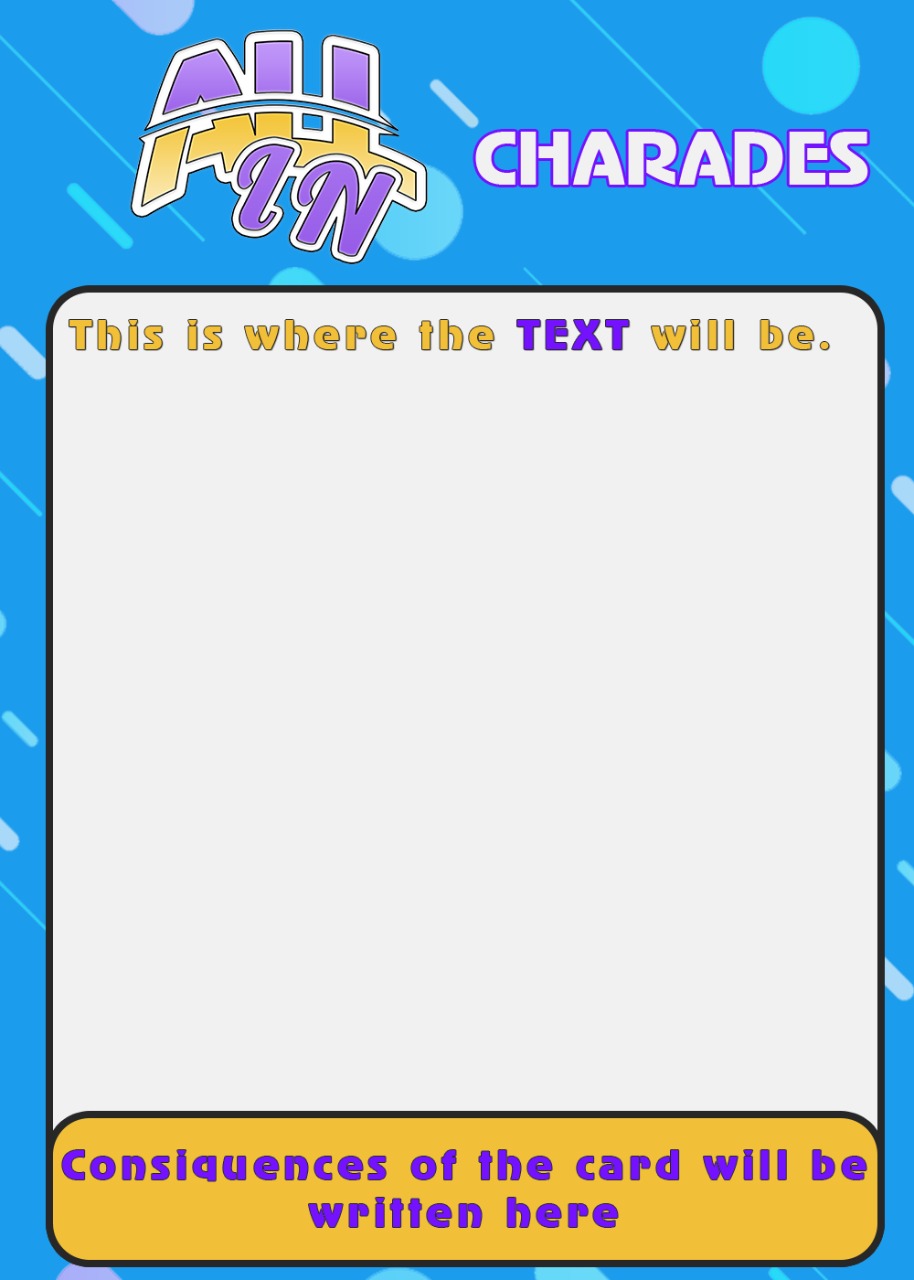 ALL
IN
CHARADES
This is where the TEXT will be.
Consiquences of the card will be
written here